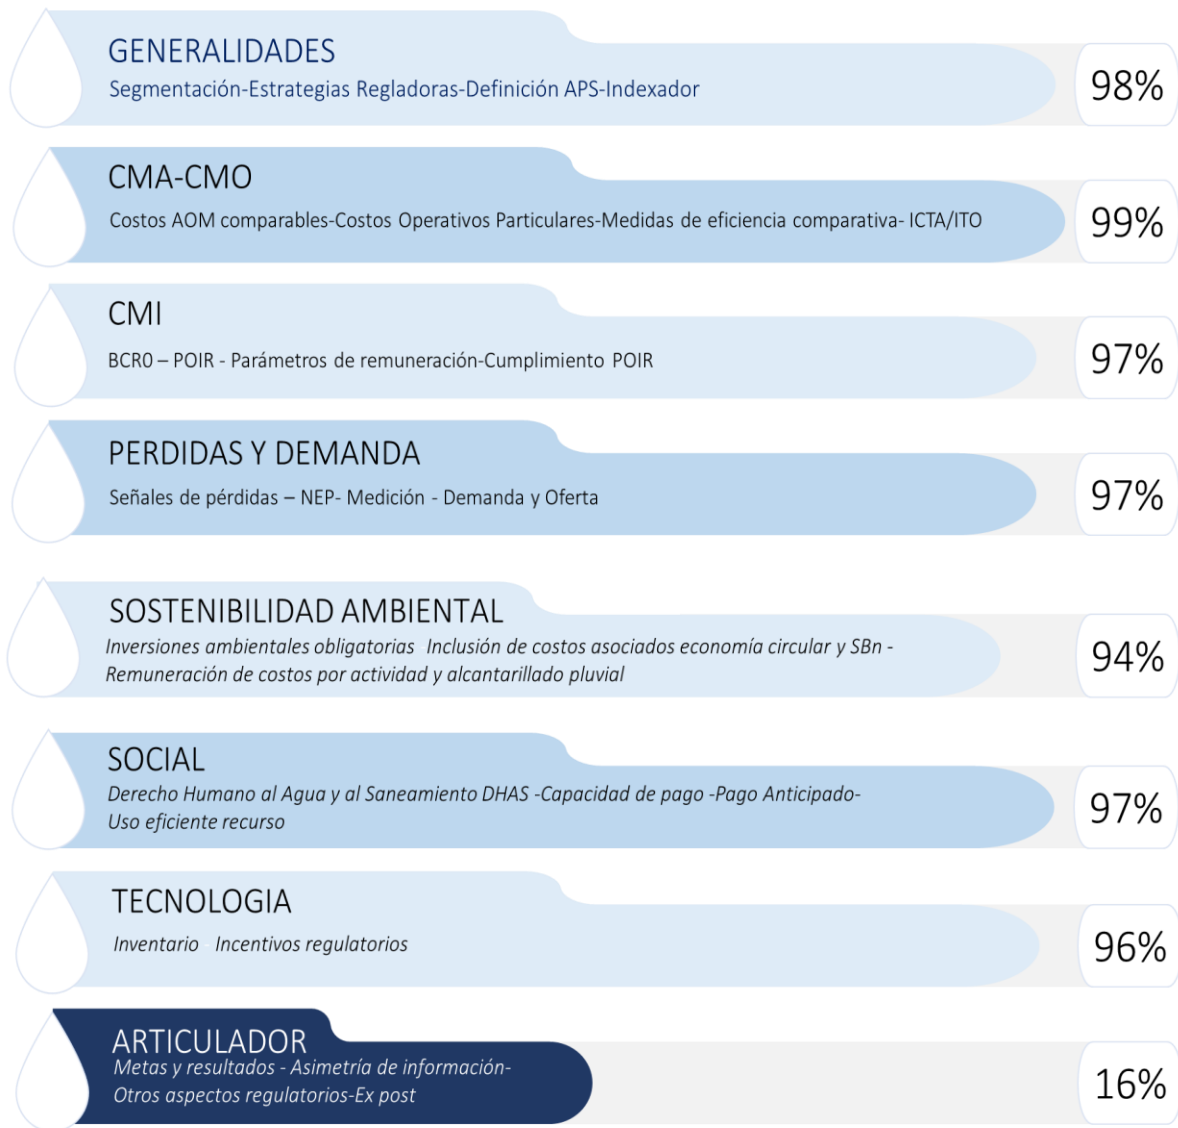 GENERALIDADES
Segmentación-Estrategias Regladoras-Definición APS-Indexador
98%
CMA-CMO
Costos AOM comparables-Costos Operativos Particulares-Medidas de eficiencia comparativa- ICTA/ITO
99%
CMI
BCR0 – POIR - Parámetros de remuneración-Cumplimiento POIR
97%
PERDIDAS Y DEMANDA
Señales de pérdidas – NEP- Medición - Demanda y Oferta
97%
SOSTENIBILIDAD AMBIENTAL
Inversiones ambientales obligatorias Inclusión de costos asociados economía circular y SBn -
Remuneración de costos por actividad y alcantarillado pluvial
94%
SOCIAL
Derecho Humano al Agua y al Saneamiento DHAS -Capacidad de pago -Pago Anticipado-
Uso eficiente recurso
97%
TECNOLOGIA
Inventario Incentivos regulatorios
96%
ARTICULADOR
Metas y resultados - Asimetría de información-
Otros aspectos regulatorios-Ex post
16%